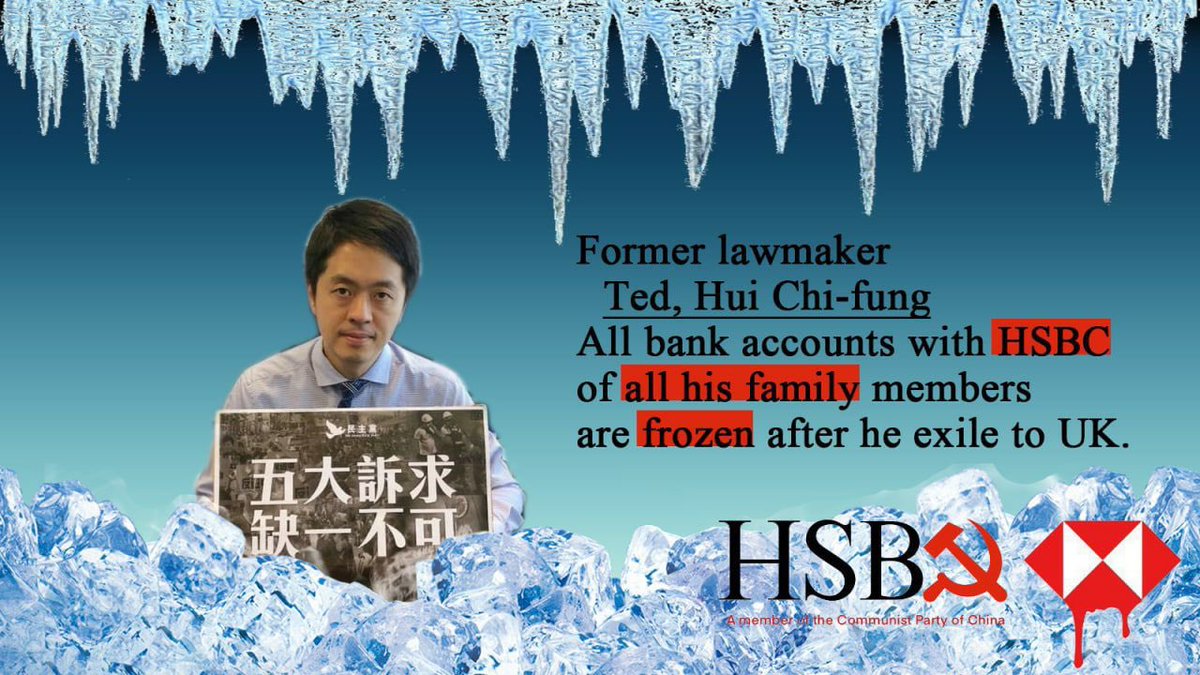 Former lawmaker
Ted, Hui Chi-fung
All bank accounts with HSBC
of all his family members
are frozen after he exile to UK.
民主黨
五大訴求
缺一不可
HSB
A member of the Communist Party of China